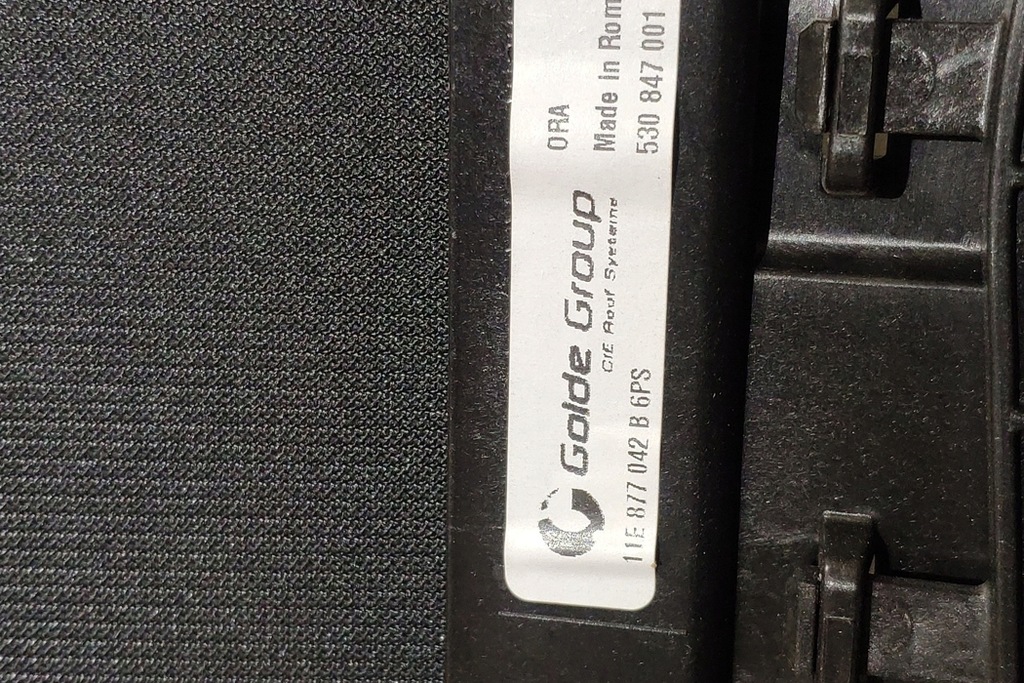 ORA
Made in Rom
530 847 001
Golde Group
CIE Roof Systems
11E 877 042 B 6PS